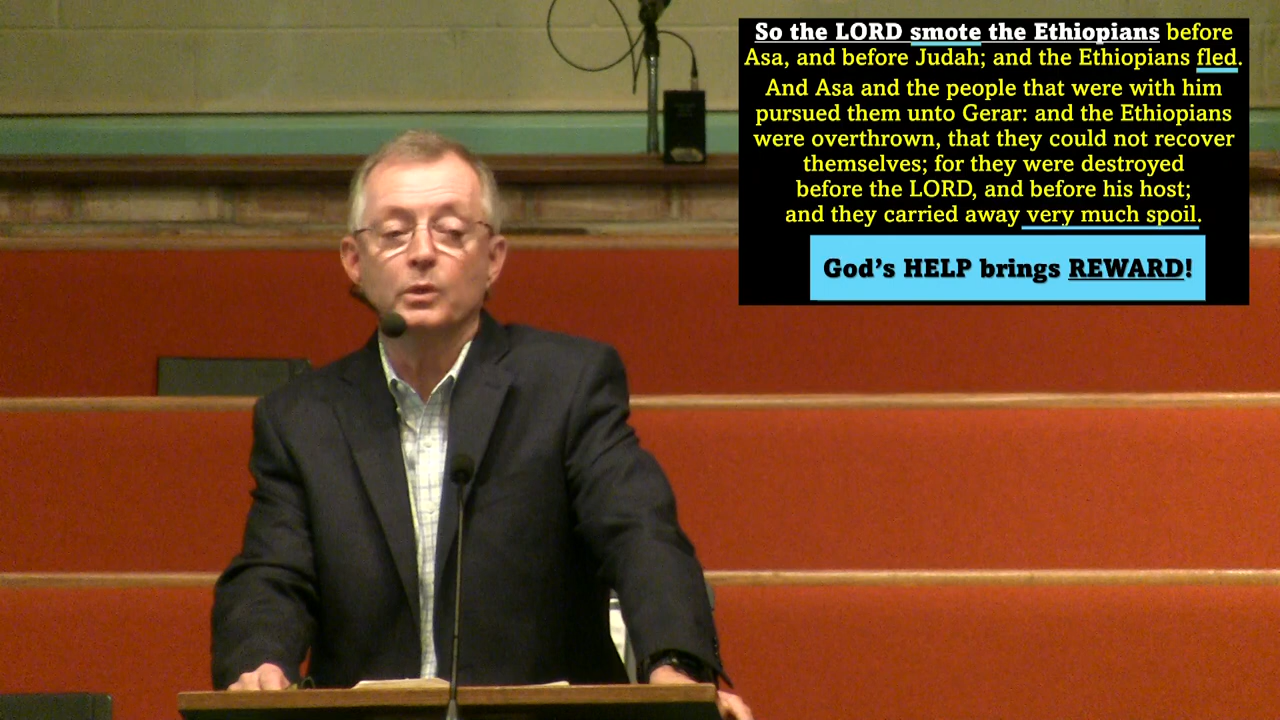 So the LORD smote the Ethiopians before
Asa, and before Judah; and the Ethiopians fled.
And Asa and the people that were with him
pursued them unto Gerar: and the Ethiopians
were overthrown, that they could not recover
themselves; for they were destroyed
before the LORD, and before his host;
and they carried away very much spoil.
God’s HELP brings REWARD!